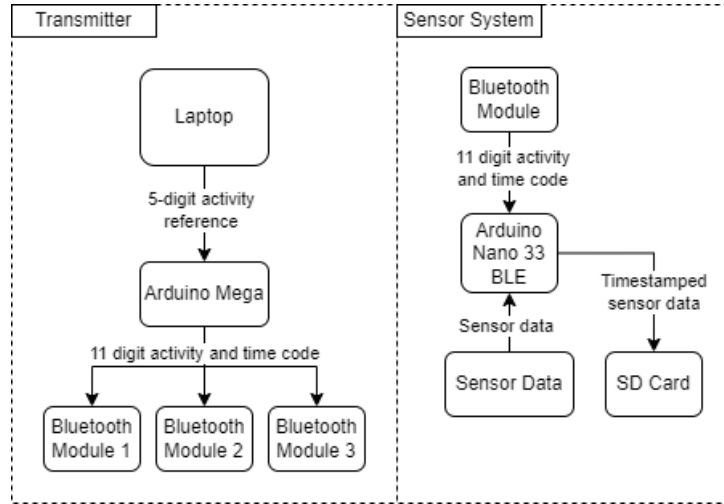 Transmitter
Laptop
5-digit activity
reference
Arduino Mega
11 digit activity and time code
Bluetooth
Module 1
Bluetooth
Module 2
Bluetooth
Module 3
Sensor System
Bluetooth
Module
11 digit activity
and time code
Arduino
Nano 33
BLE
Timestamped
sensor data
Sensor data
Sensor Data
SD Card